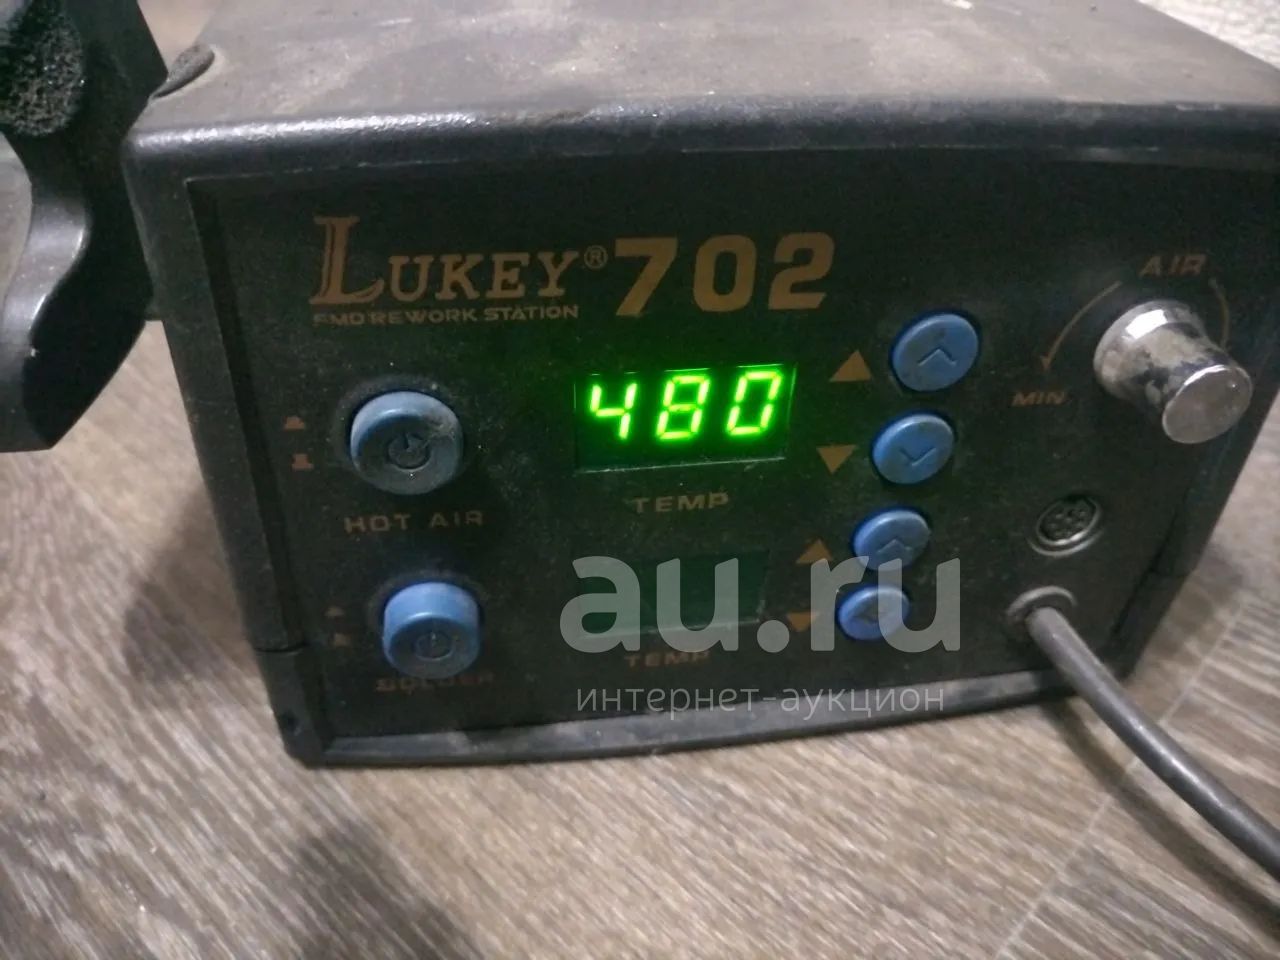 LUKEY® 702
SMD REWORK STATION
AIR
MIN
480
TEMP
HOT AIR
au.ru
TEMP
SOLDER
интернет-аукцион